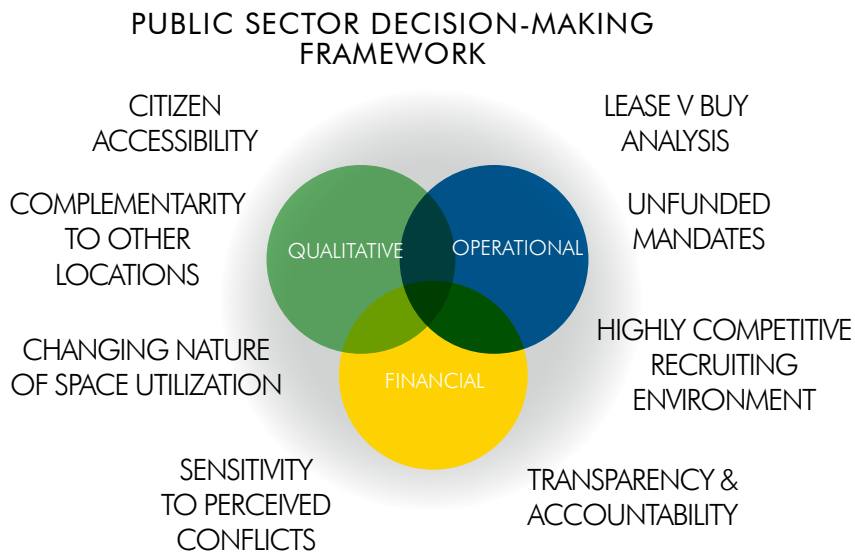 PUBLIC SECTOR DECISION-MAKING
FRAMEWORK
CITIZEN
ACCESSIBILITY
LEASE V BUY
ANALYSIS
COMPLEMENTARITY
TO OTHER
LOCATIONS
UNFUNDED
MANDATES
QUALITATIVE
OPERATIONAL
CHANGING NATURE
OF SPACE UTILIZATION
HIGHLY COMPETITIVE
RECRUITING
ENVIRONMENT
FINANCIAL
SENSITIVITY
TO PERCEIVED
CONFLICTS
TRANSPARENCY &
ACCOUNTABILITY